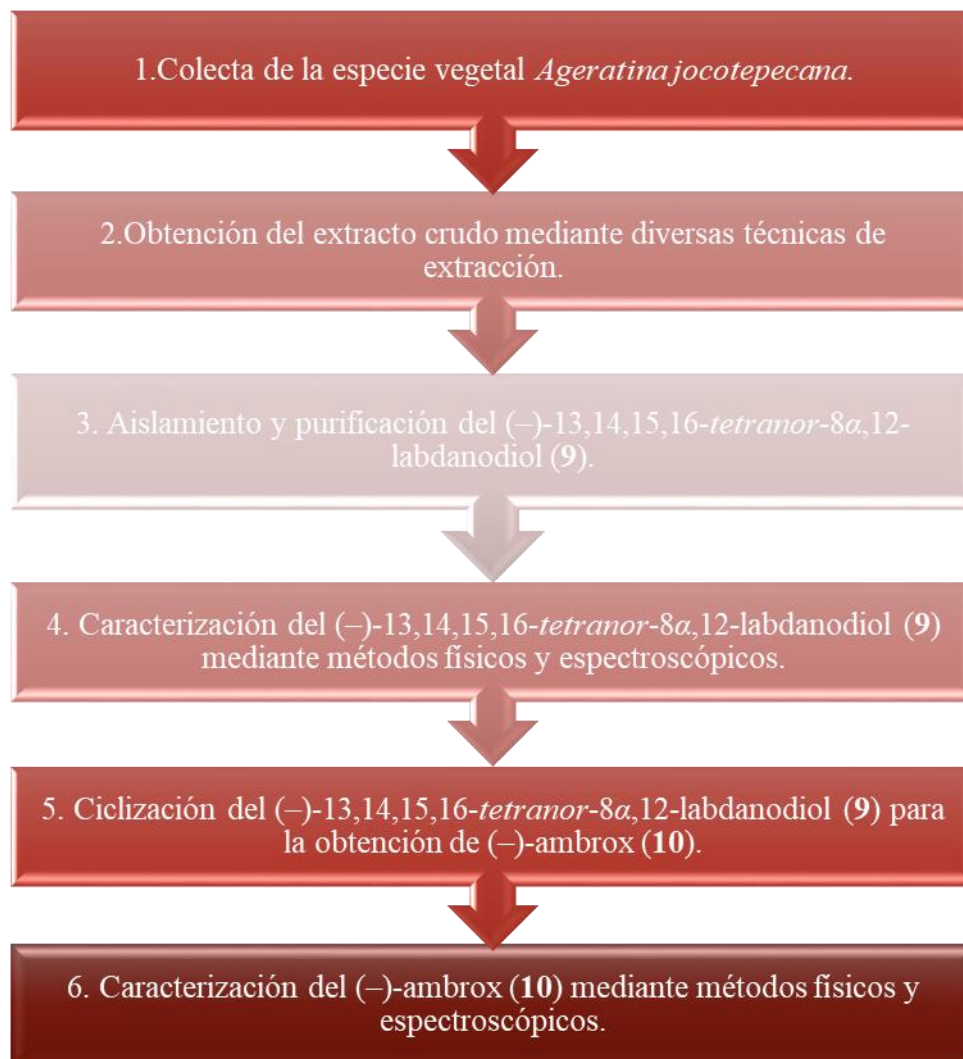 1.Colecta de la especie vegetal Ageratina jocotepecana.
2.Obtención del extracto crudo mediante diversas técnicas de
extracción.
3. Aislamiento y purificación del (–)-13,14,15,16-tetranor-8α,12-
labdanodiol (9).
4. Caracterización del (–)-13,14,15,16-tetranor-8α,12-labdanodiol (9)
mediante métodos físicos y espectroscópicos.
5. Ciclización del (–)-13,14,15,16-tetranor-8α,12-labdanodiol (9) para
la obtención de (–)-ambrox (10).
6. Caracterización del (–)-ambrox (10) mediante métodos físicos y
espectroscópicos.